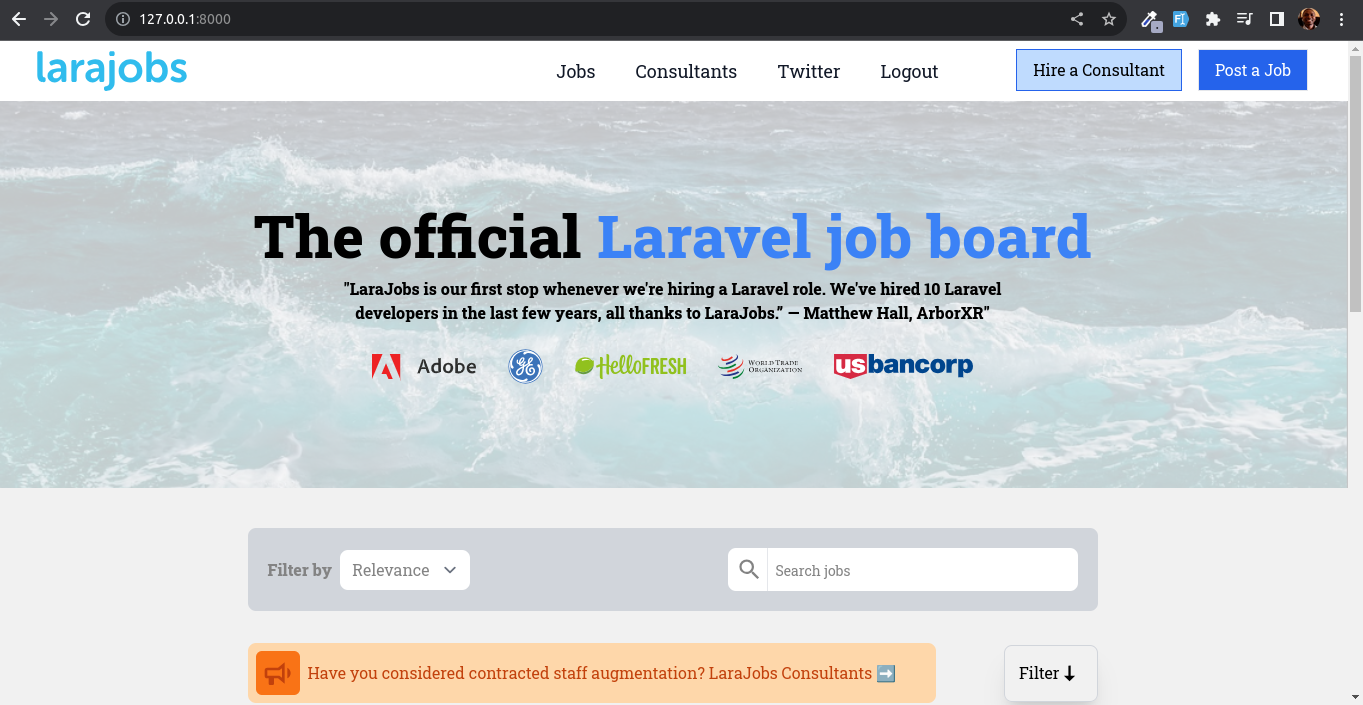 127.0.0.1:8000
larajobs
Jobs Consultants Twitter Logout Hire a Consultant Post a Job
The official Laravel job board
"LaraJobs is our first stop whenever we're hiring a Laravel role. We've hired 10 Laravel
developers in the last few years, all thanks to LaraJobs.” — Matthew Hall, ArborXR"
Adobe GE HelloFRESH WORLD TRADE ORGANIZATION usbancorp
Filter by Relevance Search jobs
Have you considered contracted staff augmentation? LaraJobs Consultants ➡️ Filter ↓